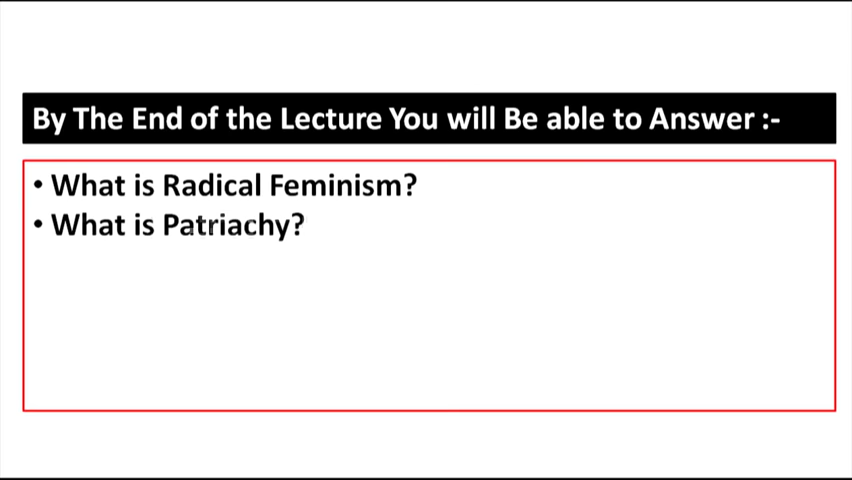 By The End of the Lecture You will Be able to Answer :-
• What is Radical Feminism?
• What is Patriachy?